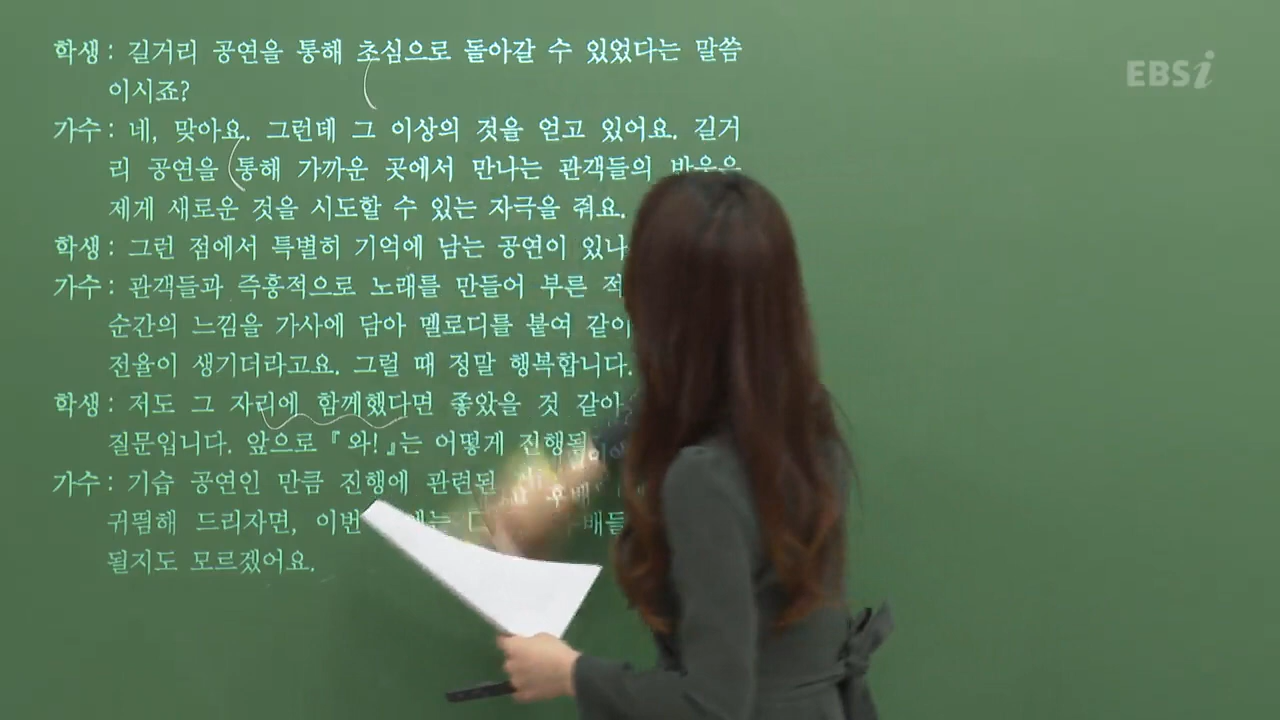 학생 : 길거리 공연을 통해 초심으로 돌아갈 수 있었다는 말씀
이시죠?
가수 : 네, 맞아요. 그런데 그 이상의 것을 얻고 있어요. 길거
리 공연을 통해 가까운 곳에서 만나는 관객들의 반응은
제게 새로운 것을 시도할 수 있는 자극을 줘요.
학생 : 그런 점에서 특별히 기억에 남는 공연이 있나
가수 : 관객들과 즉흥적으로 노래를 만들어 부른 적
순간의 느낌을 가사에 담아 멜로디를 붙여 같이
전율이 생기더라고요. 그럴 때 정말 행복합니다.
학생 : 저도 그 자리에 함께했다면 좋았을 것 같아
질문입니다. 앞으로 『와!』는 어떻게 진행될
가수 : 기습 공연인 만큼 진행에 관련된
귀띔해 드리자면, 이번
될지도 모르겠어요.
EBSi